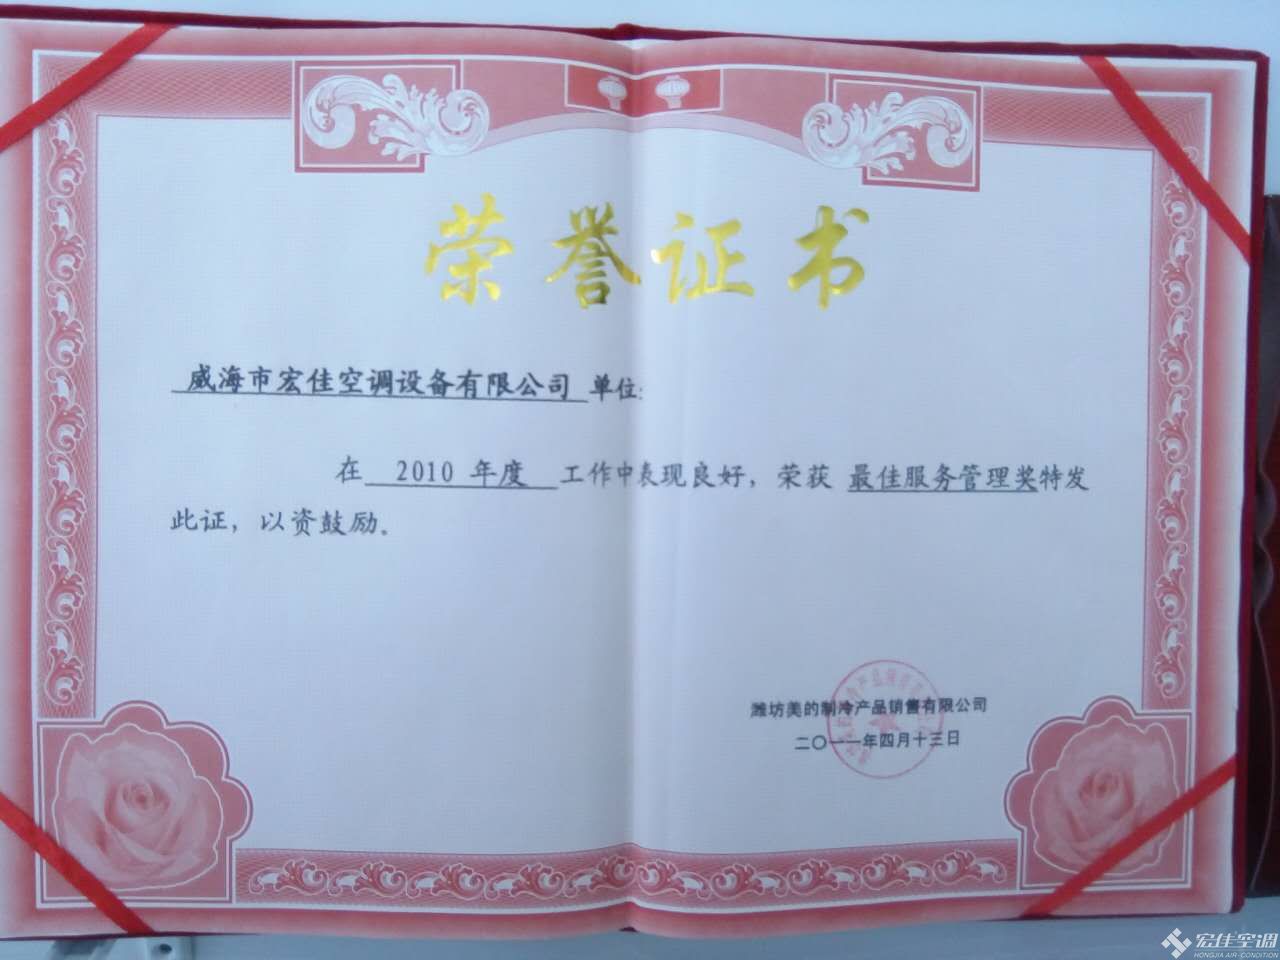 荣誉证书
威海市宏佳空调设备有限公司 单位:
在 2010 年度 工作中表现良好，荣获 最佳服务管理奖特发
此证，以资鼓励。
潍坊美的制冷产品销售有限公司
二〇一一年四月十三日
宏佳空调
HONGJIA AIR-CONDITION